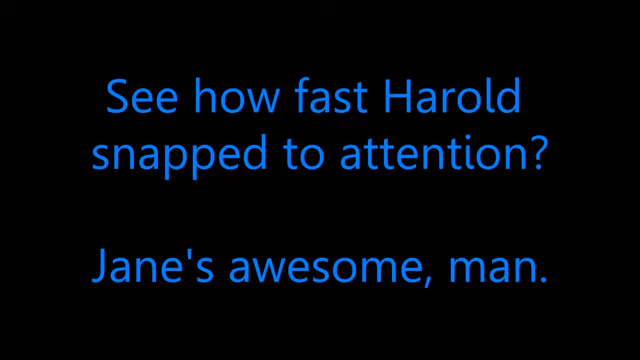 See how fast Harold
snapped to attention?
Jane's awesome, man.